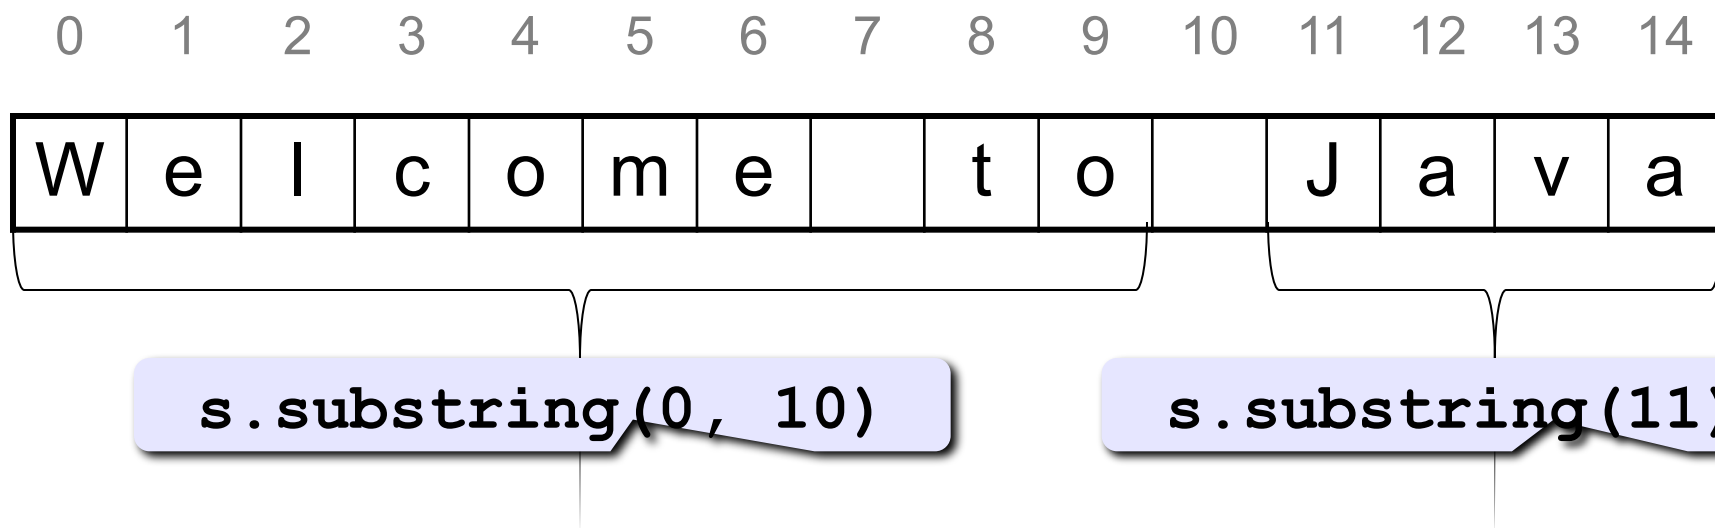 0 1 2 3 4 5 6 7 8 9 10 11 12 13 14
W e l c o m e t o J a v a
s.substring(0, 10) s.substring(11)